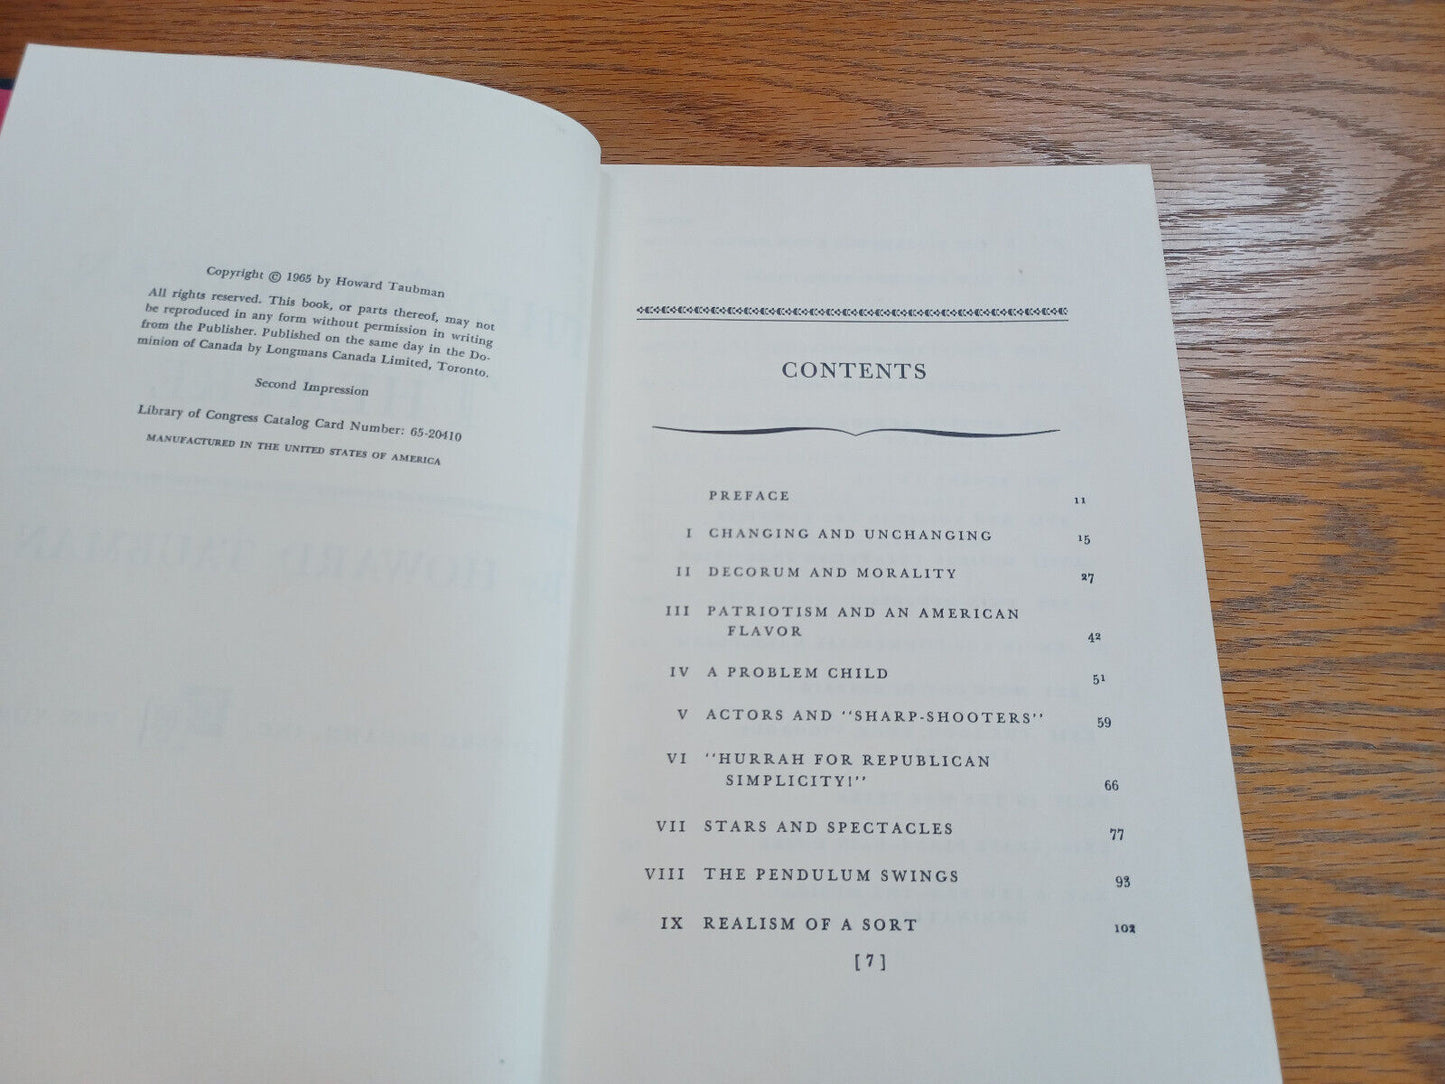 Copyright © 1965 by Howard Taubman
All rights reserved. This book, or parts thereof, may not
be reproduced in any form without permission in writing
from the Publisher. Published on the same day in the Do-
minion of Canada by Longmans Canada Limited, Toronto.
Second Impression
Library of Congress Catalog Card Number: 65-20410
MANUFACTURED IN THE UNITED STATES OF AMERICA
CONTENTS
PREFACE 11
I CHANGING AND UNCHANGING 15
II DECORUM AND MORALITY 27
III PATRIOTISM AND AN AMERICAN
FLAVOR 42
IV A PROBLEM CHILD 51
V ACTORS AND "SHARP-SHOOTERS" 59
VI "HURRAH FOR REPUBLICAN
SIMPLICITY!" 66
VII STARS AND SPECTACLES 77
VIII THE PENDULUM SWINGS 93
IX REALISM OF A SORT 102
[7]